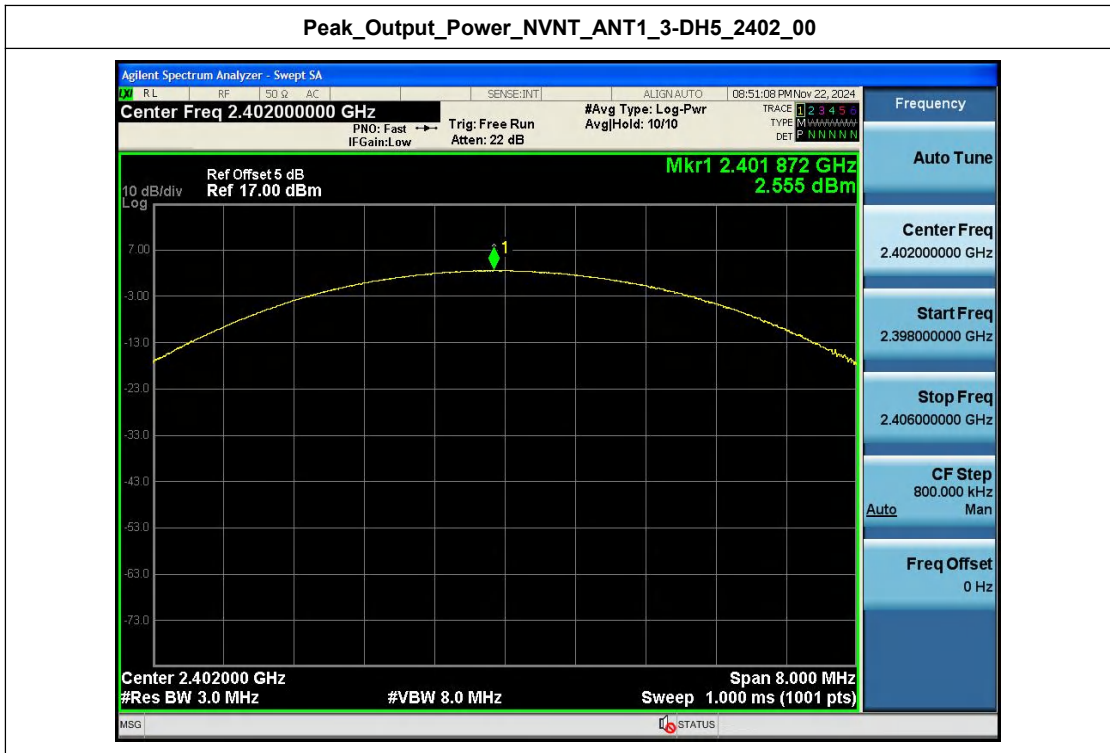 Peak_Output_Power_NVNT_ANT1_3-DH5_2402_00
Agilent Spectrum Analyzer - Swept SA
LXI RL RF 50 Ω AC SENSE:INT ALIGN AUTO 08:51:08 PM Nov 22, 2024
Center Freq 2.402000000 GHz
PNO: Fast
IFGain:Low
Trig: Free Run
Atten: 22 dB
#Avg Type: Log-Pwr
Avg|Hold: 10/10
TRACE 1 2 3 4 5 6
TYPE M
DET P N N N N N
Mkr1 2.401 872 GHz
2.555 dBm
Ref Offset 5 dB
10 dB/div Ref 17.00 dBm
Log
1
7.00
-3.00
-13.0
-23.0
-33.0
-43.0
-53.0
-63.0
-73.0
Center 2.402000 GHz Span 8.000 MHz
#Res BW 3.0 MHz #VBW 8.0 MHz Sweep 1.000 ms (1001 pts)
MSG STATUS
Frequency
Auto Tune
Center Freq
2.402000000 GHz
Start Freq
2.398000000 GHz
Stop Freq
2.406000000 GHz
CF Step
800.000 kHz
Auto Man
Freq Offset
0 Hz